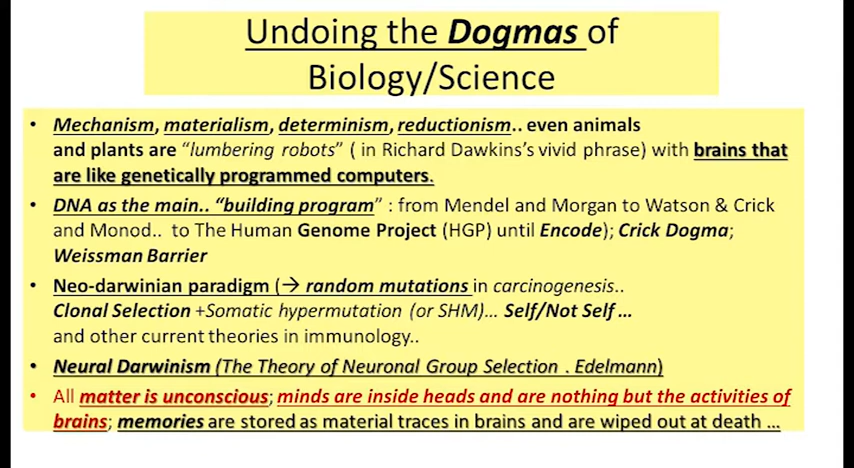 Undoing the Dogmas of
Biology/Science
• Mechanism, materialism, determinism, reductionism.. even animals
and plants are “lumbering robots” ( in Richard Dawkins’s vivid phrase) with brains that
are like genetically programmed computers.
• DNA as the main.. “building program” : from Mendel and Morgan to Watson & Crick
and Monod.. to The Human Genome Project (HGP) until Encode); Crick Dogma;
Weissman Barrier
• Neo-darwinian paradigm (→ random mutations in carcinogenesis..
Clonal Selection +Somatic hypermutation (or SHM)… Self/Not Self …
and other current theories in immunology..
• Neural Darwinism (The Theory of Neuronal Group Selection . Edelmann)
• All matter is unconscious; minds are inside heads and are nothing but the activities of
brains; memories are stored as material traces in brains and are wiped out at death …